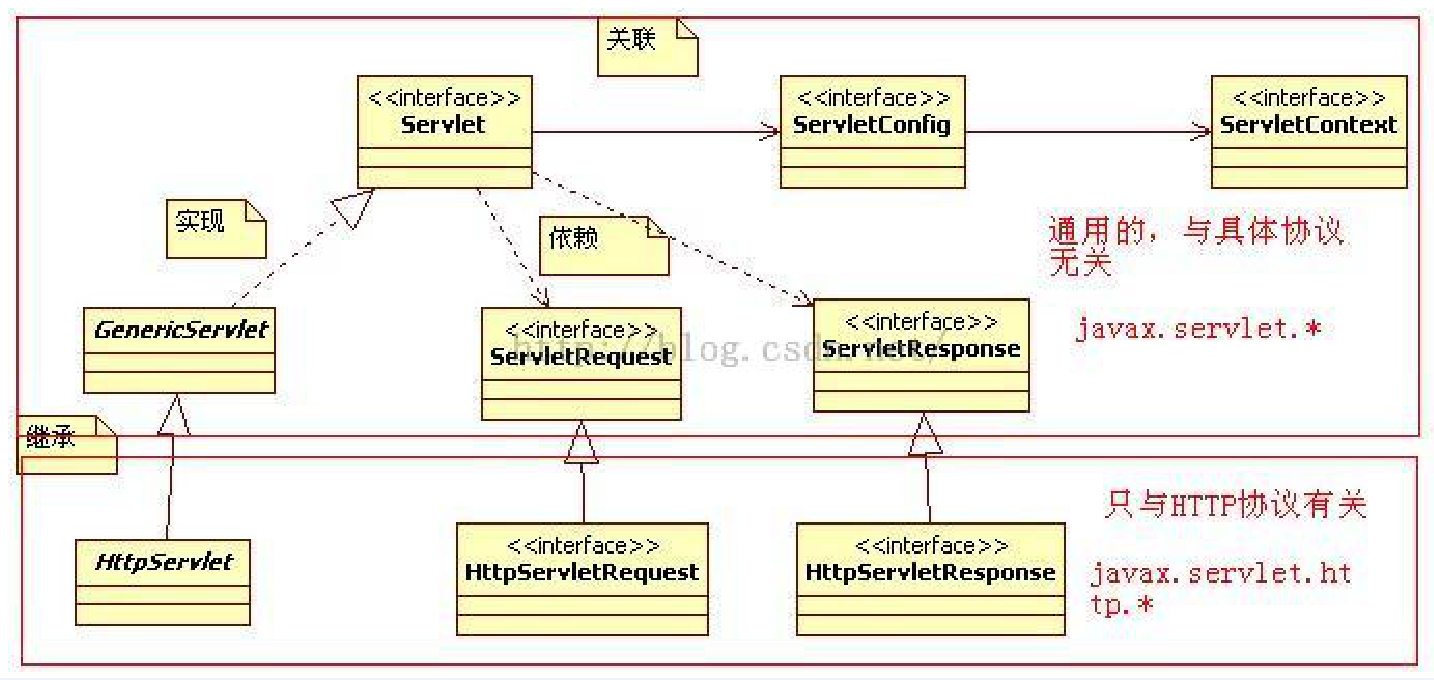 关联
<<interface>>
Servlet
<<interface>>
ServletConfig
<<interface>>
ServletContext
实现
依赖
通用的，与具体协议
无关
javax.servlet.*
GenericServlet
<<interface>>
ServletRequest
<<interface>>
ServletResponse
http://blog.csdn.net/
继承
只与HTTP协议有关
javax.servlet.ht
tp.*
HttpServlet
<<interface>>
HttpServletRequest
<<interface>>
HttpServletResponse